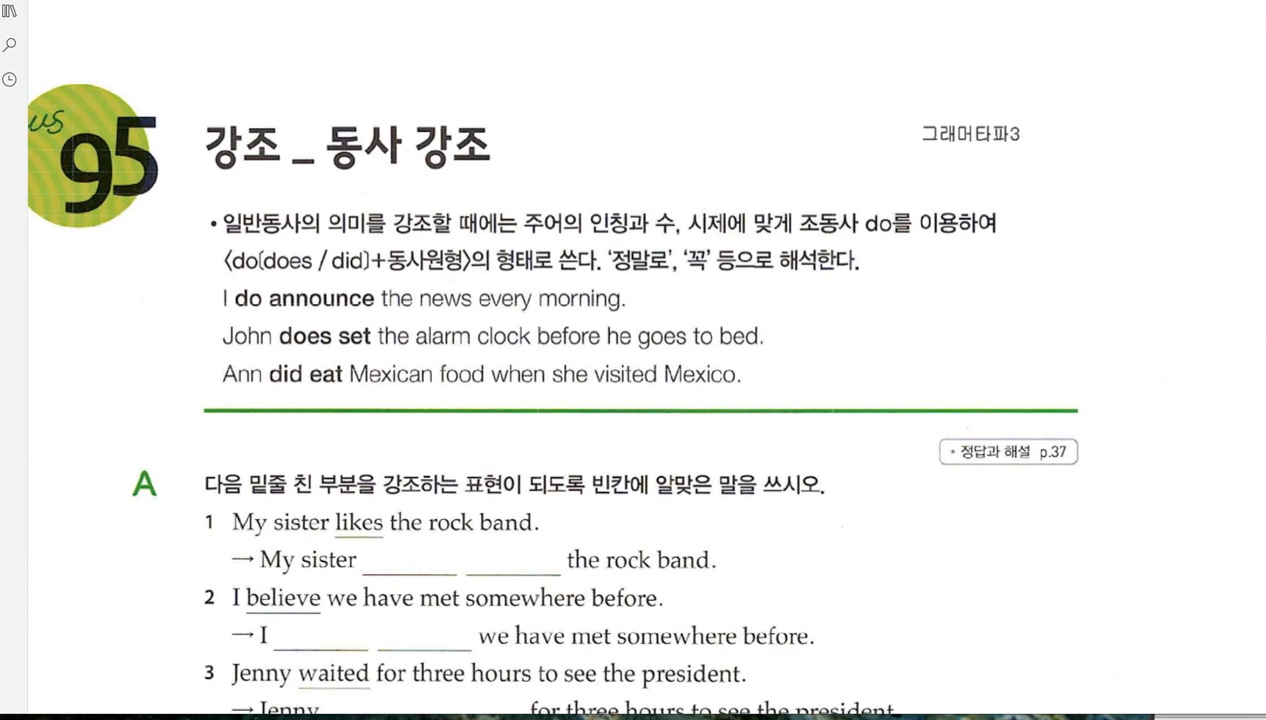 us
95
강조 _ 동사 강조
그래머타파3
• 일반동사의 의미를 강조할 때에는 주어의 인칭과 수, 시제에 맞게 조동사 do를 이용하여
〈do(does / did)+동사원형〉의 형태로 쓴다. ‘정말로’, ‘꼭’ 등으로 해석한다.
I do announce the news every morning.
John does set the alarm clock before he goes to bed.
Ann did eat Mexican food when she visited Mexico.
• 정답과 해설 p.37
A 다음 밑줄 친 부분을 강조하는 표현이 되도록 빈칸에 알맞은 말을 쓰시오.
1 My sister likes the rock band.
→ My sister ________ ________ the rock band.
2 I believe we have met somewhere before.
→ I ________ ________ we have met somewhere before.
3 Jenny waited for three hours to see the president.
→ Jenny for three hours to see the president.